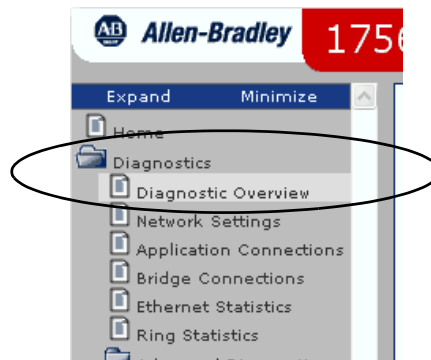 AB Allen-Bradley 1756
Expand Minimize
Home
Diagnostics
Diagnostic Overview
Network Settings
Application Connections
Bridge Connections
Ethernet Statistics
Ring Statistics